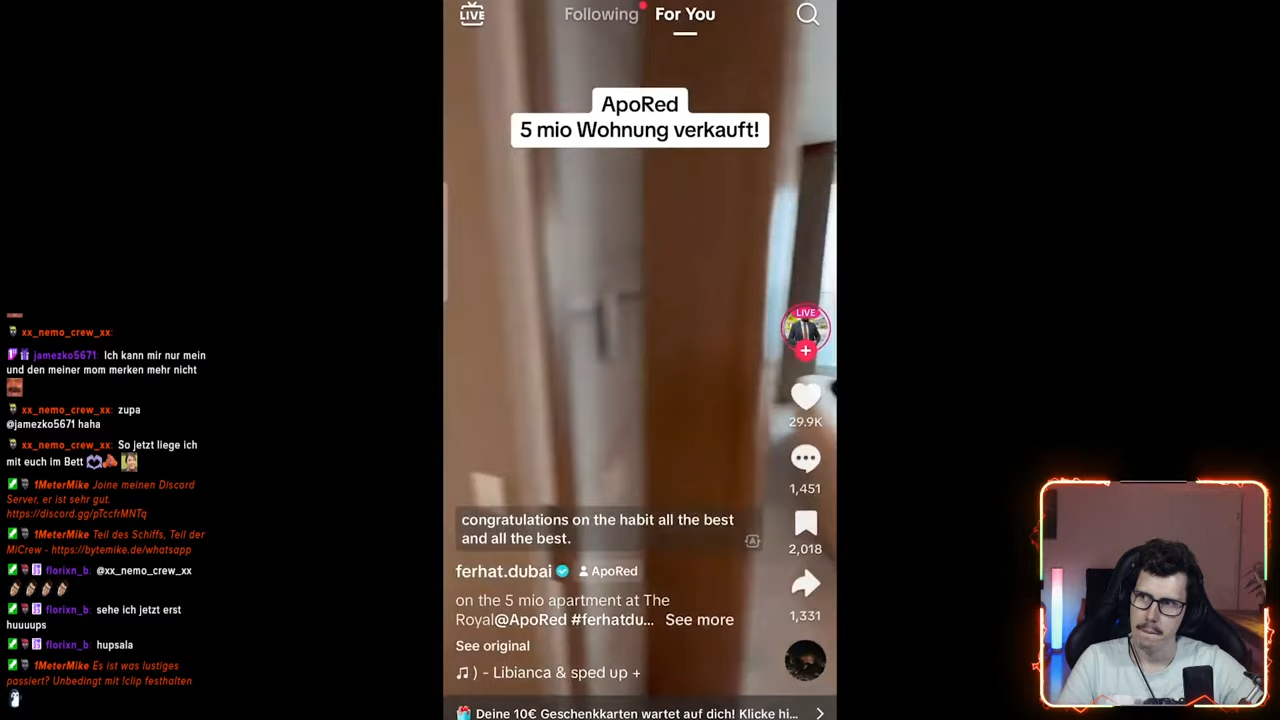 LIVE
Following
For You
ApoRed
5 mio Wohnung verkauft!
LIVE
29.9K
1,451
2,018
1,331
congratulations on the habit all the best
and all the best.
ferhat.dubai
ApoRed
on the 5 mio apartment at The
Royal@ApoRed #ferhatdu... See more
See original
) - Libianca & sped up +
Deine 10€ Geschenkkarten wartet auf dich! Klicke hi...
xx_nemo_crew_xx:
jamezko5671: Ich kann mir nur mein
und den meiner mom merken mehr nicht
xx_nemo_crew_xx: zupa
@jamezko5671 haha
xx_nemo_crew_xx: So jetzt liege ich
mit euch im Bett
1MeterMike Joine meinen Discord
Server, er ist sehr gut.
https://discord.gg/pTccfrMNTq
1MeterMike Teil des Schiffs, Teil der
MiCrew - https://bytemike.de/whatsapp
florixn_b: @xx_nemo_crew_xx
florixn_b: sehe ich jetzt erst
huuuups
florixn_b: hupsala
1MeterMike Es ist was lustiges
passiert? Unbedingt mit !clip festhalten